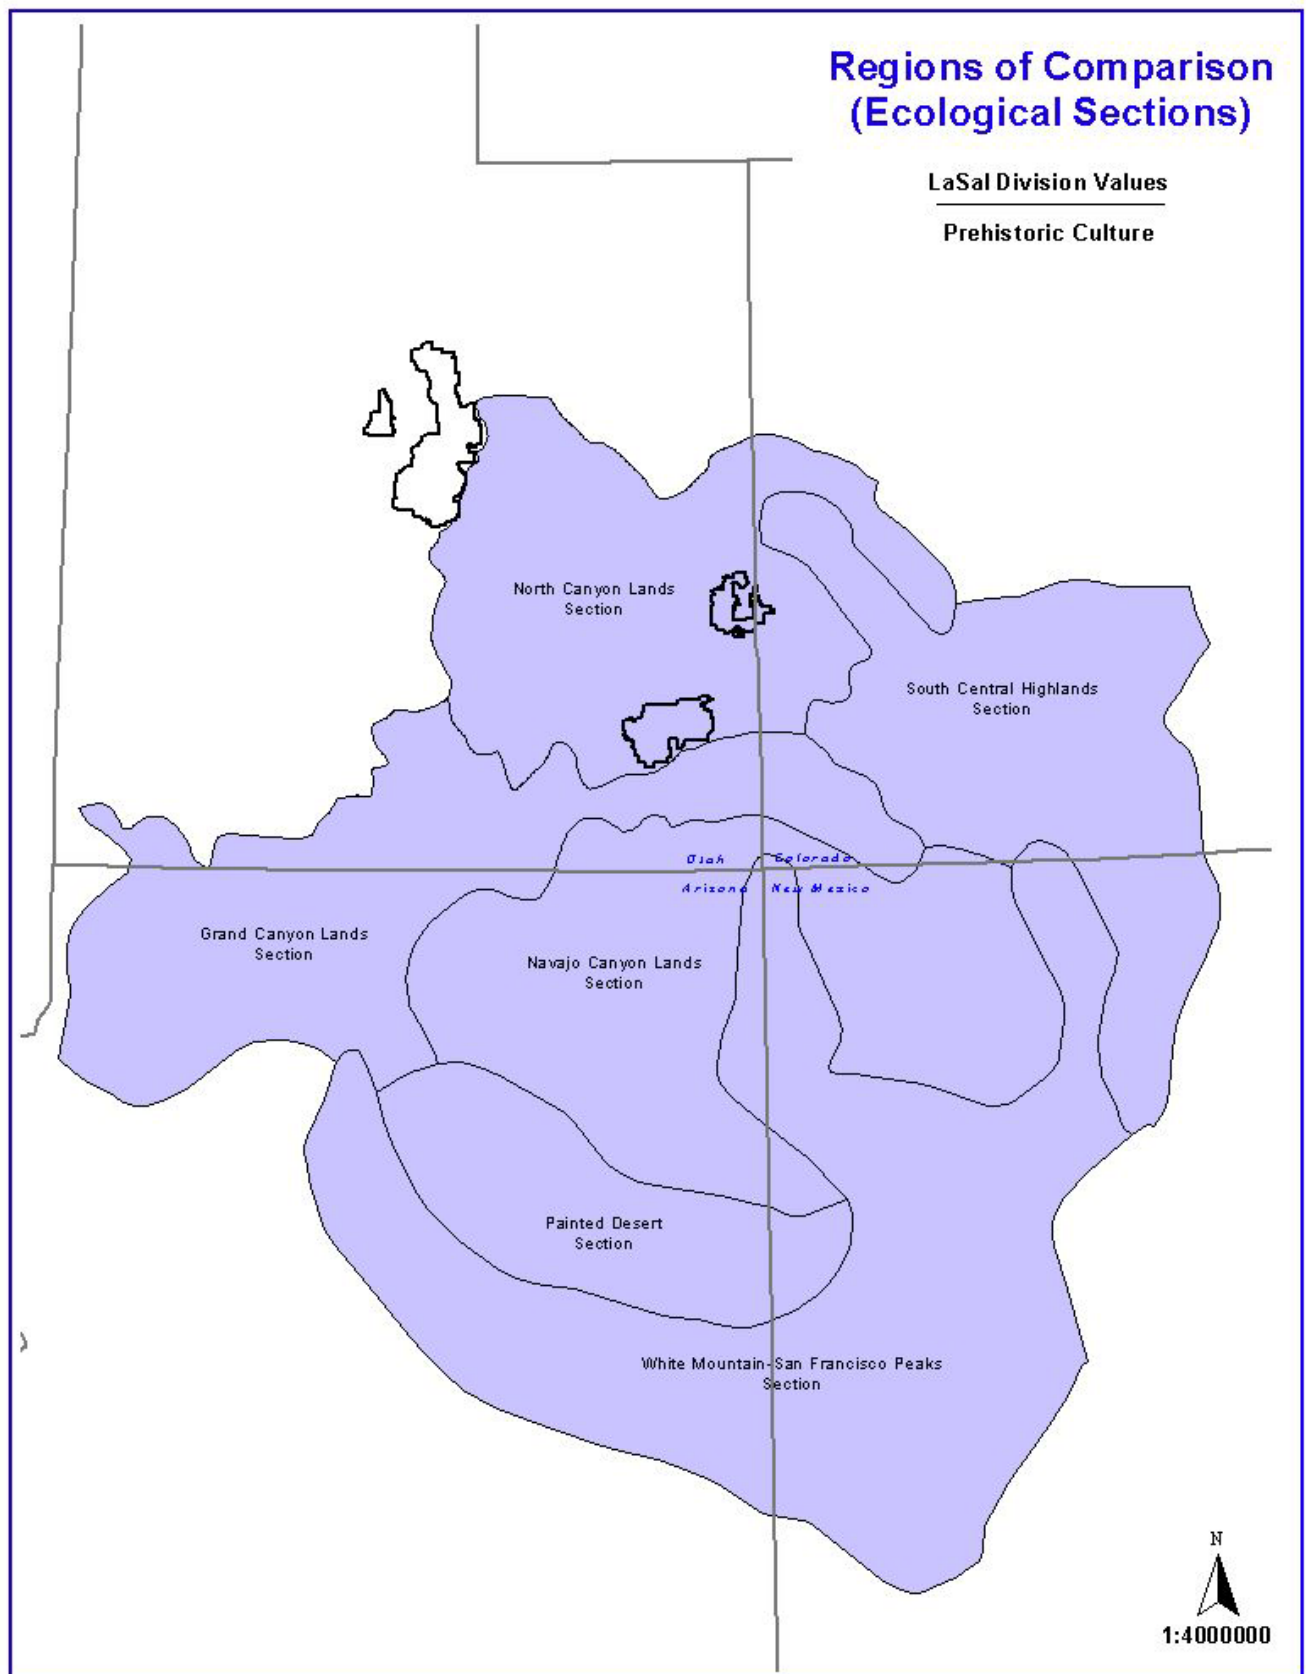 Regions of Comparison
(Ecological Sections)
LaSal Division Values
Prehistoric Culture
North Canyon Lands
Section
South Central Highlands
Section
Utah
Colorado
Arizona
New Mexico
Grand Canyon Lands
Section
Navajo Canyon Lands
Section
Painted Desert
Section
White Mountain-San Francisco Peaks
Section
N
1:4000000